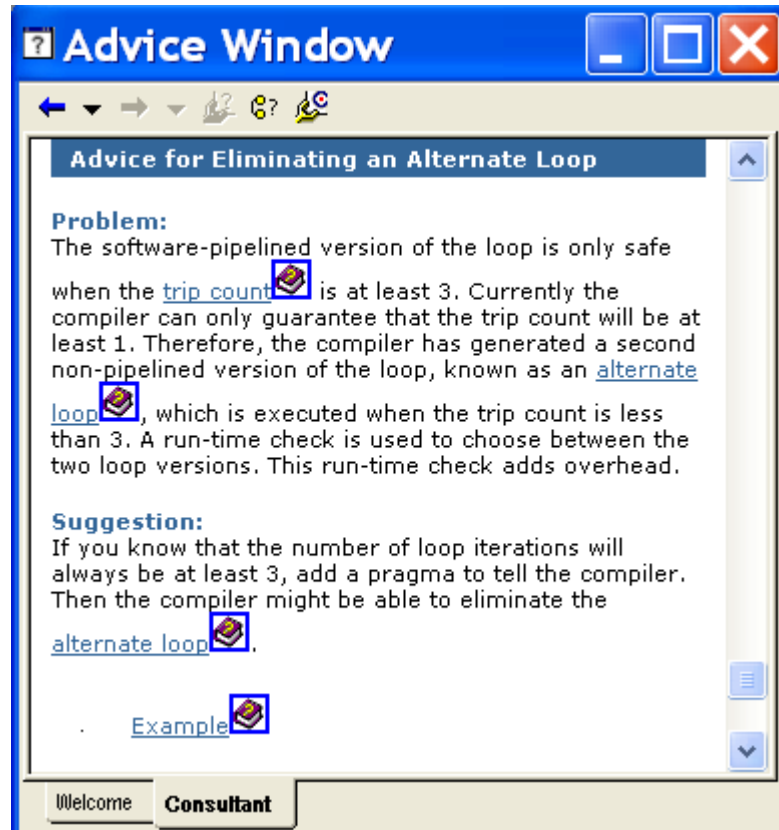 Advice Window
Advice for Eliminating an Alternate Loop
Problem:
The software-pipelined version of the loop is only safe
when the trip count is at least 3. Currently the
compiler can only guarantee that the trip count will be at
least 1. Therefore, the compiler has generated a second
non-pipelined version of the loop, known as an alternate
loop, which is executed when the trip count is less
than 3. A run-time check is used to choose between the
two loop versions. This run-time check adds overhead.
Suggestion:
If you know that the number of loop iterations will
always be at least 3, add a pragma to tell the compiler.
Then the compiler might be able to eliminate the
alternate loop.
. Example
Welcome Consultant